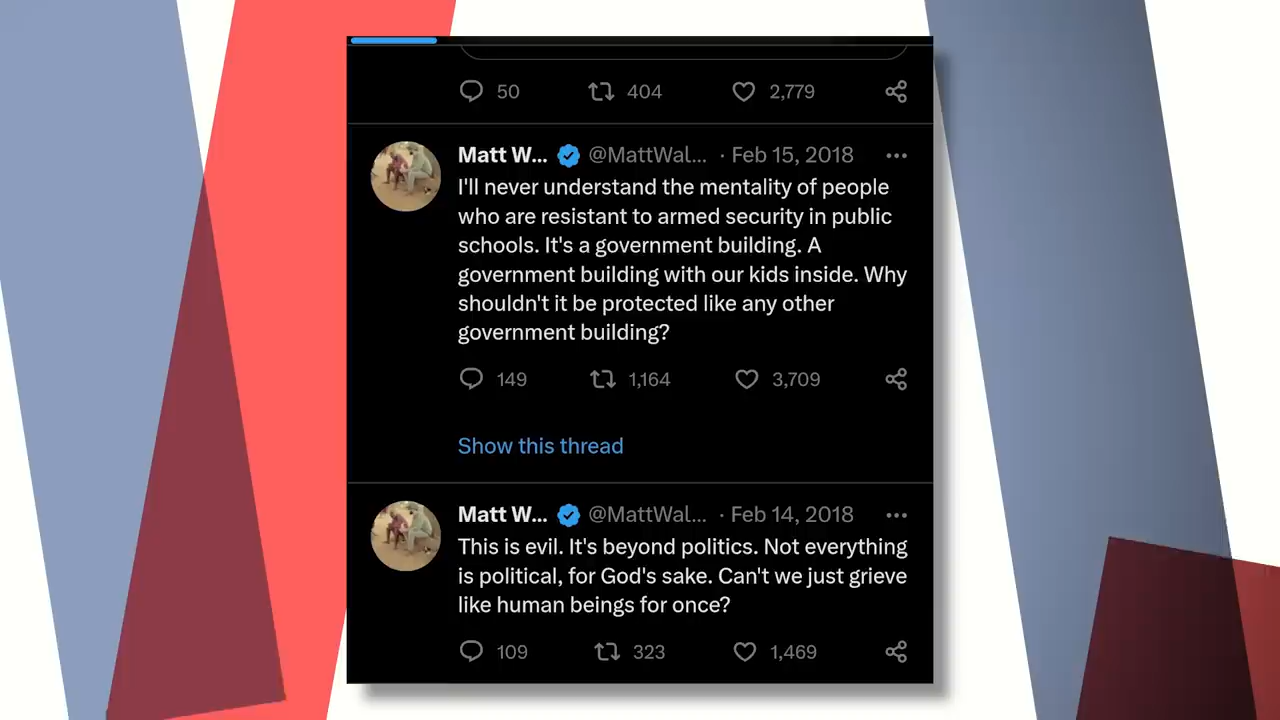 50 404 2,779
Matt W... @MattWal... · Feb 15, 2018 ...
I'll never understand the mentality of people
who are resistant to armed security in public
schools. It's a government building. A
government building with our kids inside. Why
shouldn't it be protected like any other
government building?
149 1,164 3,709
Show this thread
Matt W... @MattWal... · Feb 14, 2018 ...
This is evil. It's beyond politics. Not everything
is political, for God's sake. Can't we just grieve
like human beings for once?
109 323 1,469